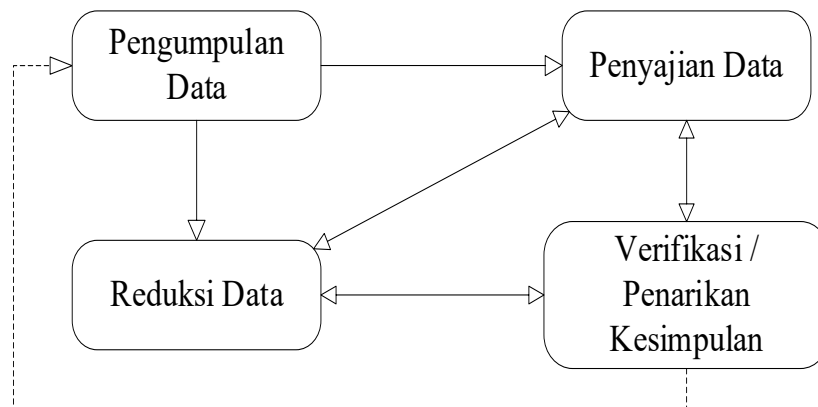 Pengumpulan
Data
Penyajian Data
Reduksi Data
Verifikasi /
Penarikan
Kesimpulan